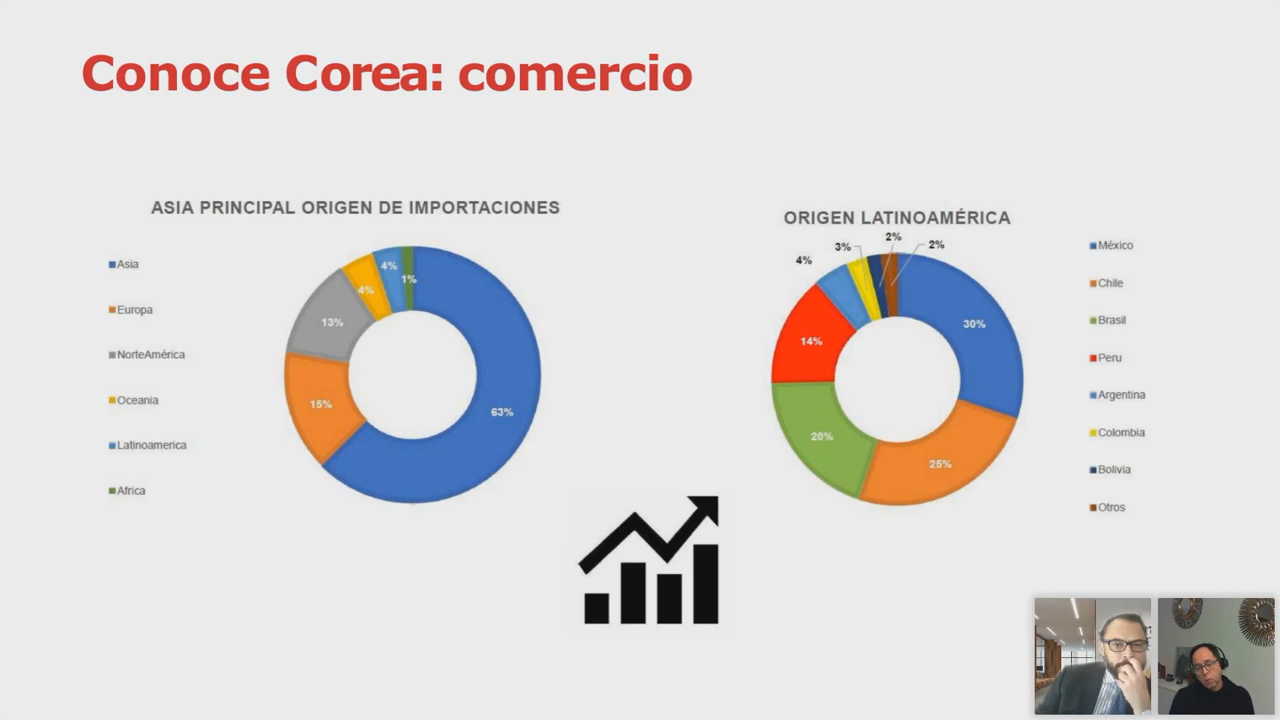 Conoce Corea: comercio
ASIA PRINCIPAL ORIGEN DE IMPORTACIONES
Asia
Europa
NorteAmérica
Oceania
Latinoamerica
Africa
4%
1%
4%
13%
15%
63%
ORIGEN LATINOAMÉRICA
2%
3%
2%
4%
30%
14%
20%
25%
México
Chile
Brasil
Peru
Argentina
Colombia
Bolivia
Otros